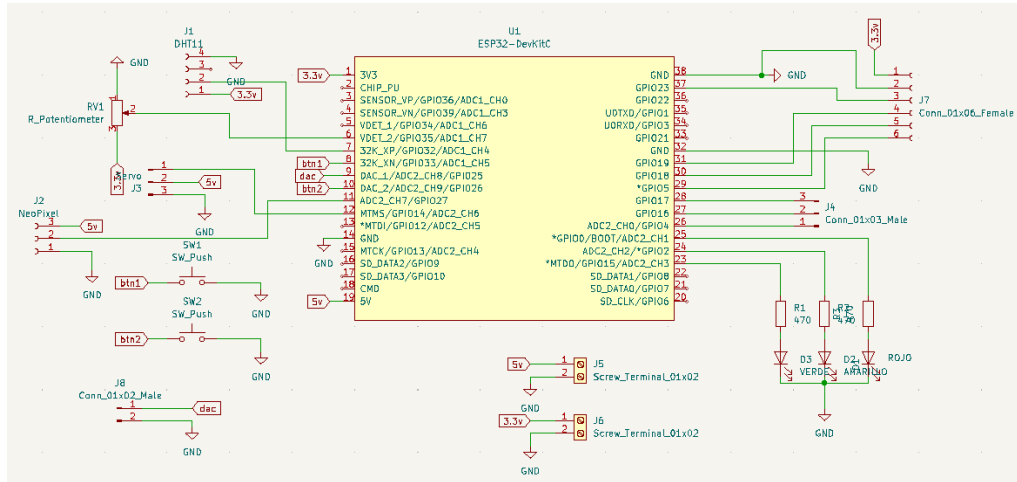 U1
ESP32-DevKitC
J1
DHT11
4
3
2
1
GND
3.3v
GND
RV1
R_Potentiometer
1
2
3
3.3v
ervo
J3
1
2
3
5v
GND
J2
NeoPixel
3
2
1
5v
GND
SW1
SW_Push
btn1
GND
SW2
SW_Push
btn2
GND
J8
Conn_01x02_Male
1
2
dac
GND
3.3v
btn1
dac
btn2
GND
5v
1 3V3
2 CHIP_PU
3 SENSOR_VP/GPIO36/ADC1_CH0
4 SENSOR_VN/GPIO39/ADC1_CH3
5 VDET_1/GPIO34/ADC1_CH6
6 VDET_2/GPIO35/ADC1_CH7
7 32K_XP/GPIO32/ADC1_CH4
8 32K_XN/GPIO33/ADC1_CH5
9 DAC_1/ADC2_CH8/GPIO25
10 DAC_2/ADC2_CH9/GPIO26
11 ADC2_CH7/GPIO27
12 MTMS/GPIO14/ADC2_CH6
13 *MTDI/GPIO12/ADC2_CH5
14 GND
15 MTCK/GPIO13/ADC2_CH4
16 SD_DATA2/GPIO9
17 SD_DATA3/GPIO10
18 CMD
19 5V
GND 38
GPIO23 37
GPIO22 36
U0TXD/GPIO1 35
U0RXD/GPIO3 34
GPIO21 33
GND 32
GPIO19 31
GPIO18 30
*GPIO5 29
GPIO17 28
GPIO16 27
ADC2_CH0/GPIO4 26
*GPIO0/BOOT/ADC2_CH1 25
ADC2_CH2/*GPIO2 24
*MTDO/GPIO15/ADC2_CH3 23
SD_DATA1/GPIO8 22
SD_DATA0/GPIO7 21
SD_CLK/GPIO6 20
3.3v
GND
1
2
3
4
5
6
J7
Conn_01x06_Female
GND
3
2
1
J4
Conn_01x03_Male
R1
470
470
D3
VERDE
D2
AMARILLO
D1
ROJO
GND
5v
1
2
J5
Screw_Terminal_01x02
GND
3.3v
1
2
J6
Screw_Terminal_01x02
GND